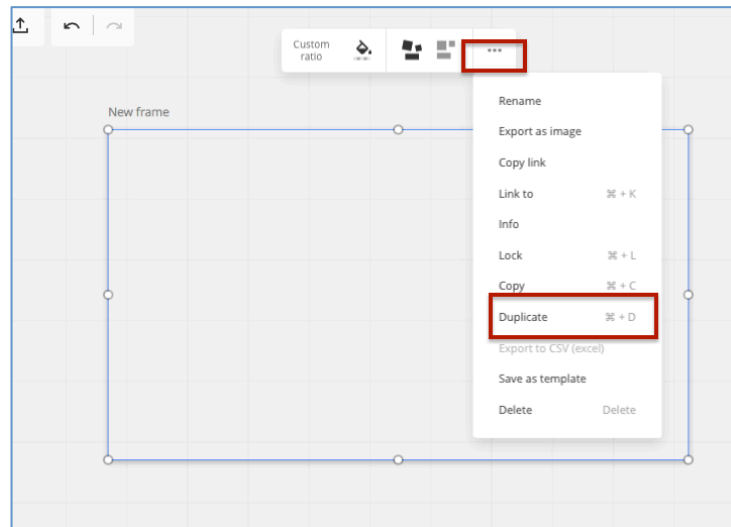 Custom
ratio
...
New frame
Rename
Export as image
Copy link
Link to ⌘ + K
Info
Lock ⌘ + L
Copy ⌘ + C
Duplicate ⌘ + D
Export to CSV (excel)
Save as template
Delete Delete